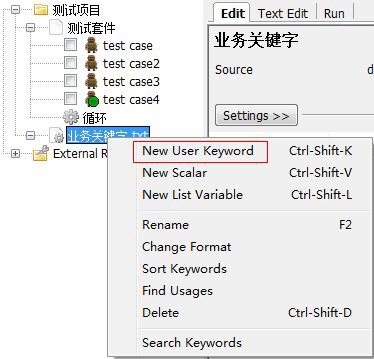 测试项目
测试套件
test case
test case2
test case3
test case4
循环
业务关键字.txt
External R
Edit
Text Edit
Run
业务关键字
Source
d
Settings >>
New User Keyword Ctrl-Shift-K
New Scalar Ctrl-Shift-V
New List Variable Ctrl-Shift-L
Rename F2
Change Format
Sort Keywords
Find Usages
Delete Ctrl-Shift-D
Search Keywords